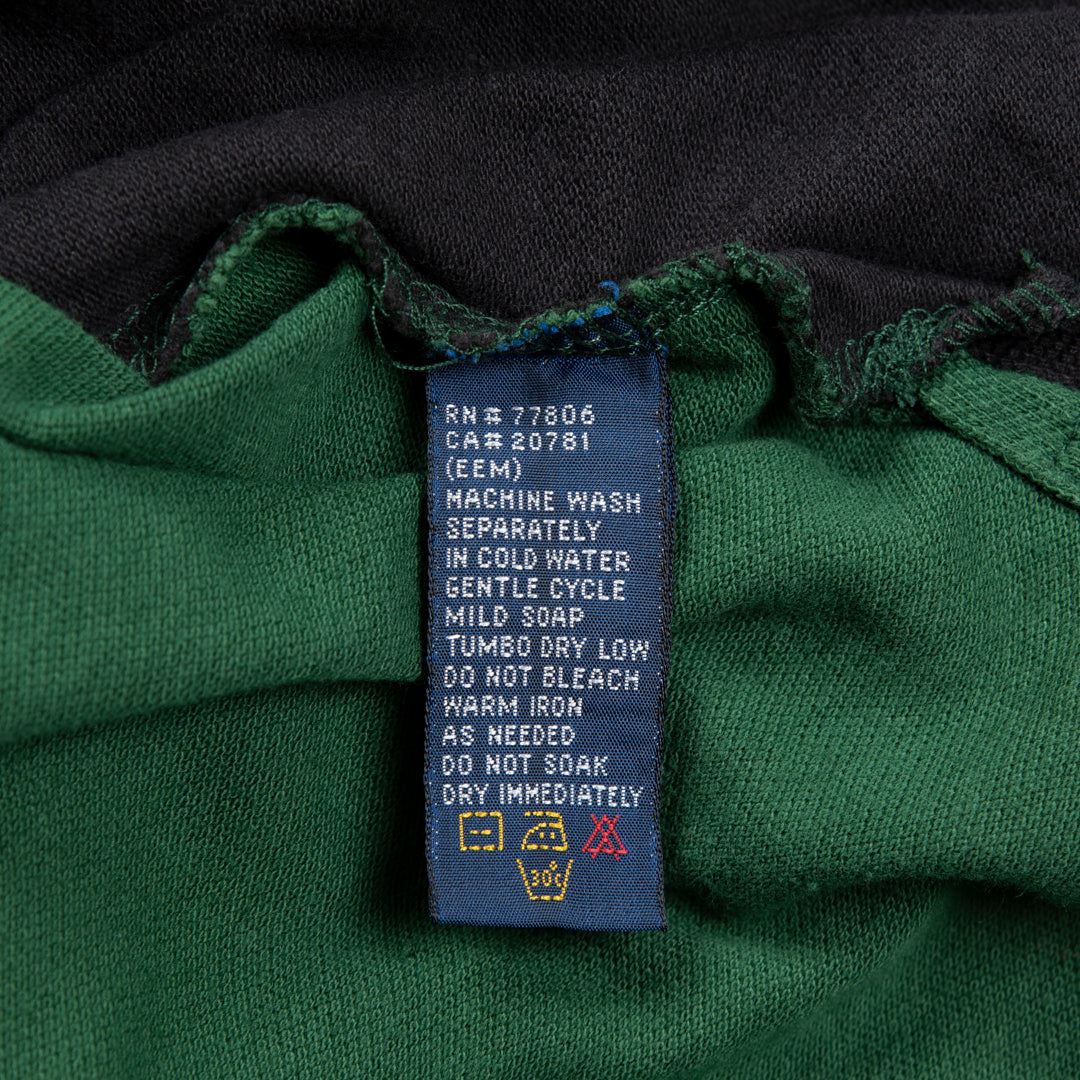 RN # 77806
CA# 20781
(EEM)
MACHINE WASH
SEPARATELY
IN COLD WATER
GENTLE CYCLE
MILD SOAP
TUMBO DRY LOW
DO NOT BLEACH
WARM IRON
AS NEEDED
DO NOT SOAK
DRY IMMEDIATELY
30°C